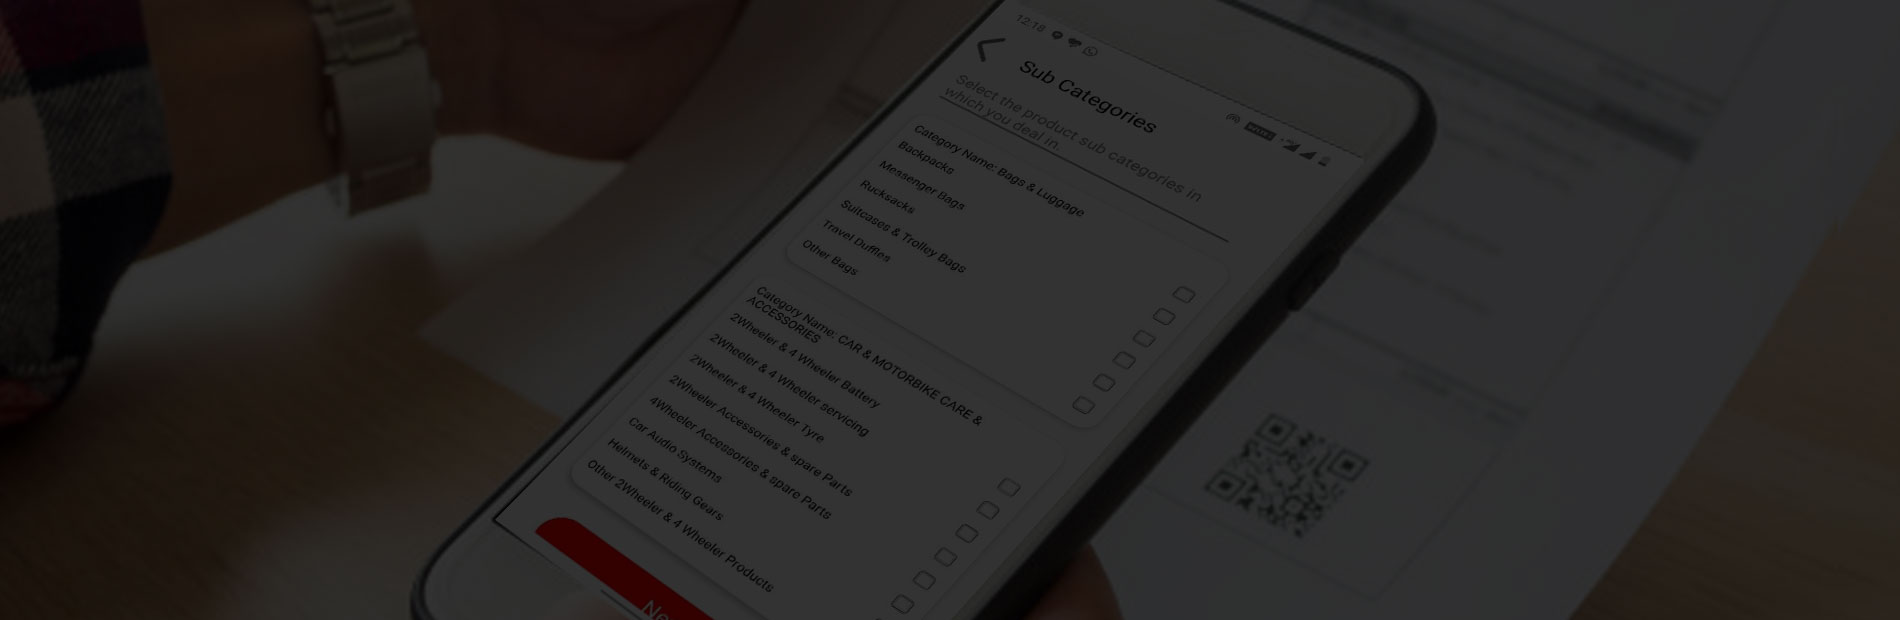 12:18
Sub Categories
Select the product sub categories in
which you deal in.
Category Name: Bags & Luggage
Backpacks
Messenger Bags
Rucksacks
Suitcases & Trolley Bags
Travel Duffles
Other Bags
Category Name: CAR & MOTORBIKE CARE &
ACCESSORIES
2Wheeler & 4 Wheeler Battery
2Wheeler & 4 Wheeler servicing
2Wheeler & 4 Wheeler Tyre
2Wheeler Accessories & spare Parts
4Wheeler Accessories & spare Parts
Car Audio Systems
Helmets & Riding Gears
Other 2Wheeler & 4 Wheeler Products